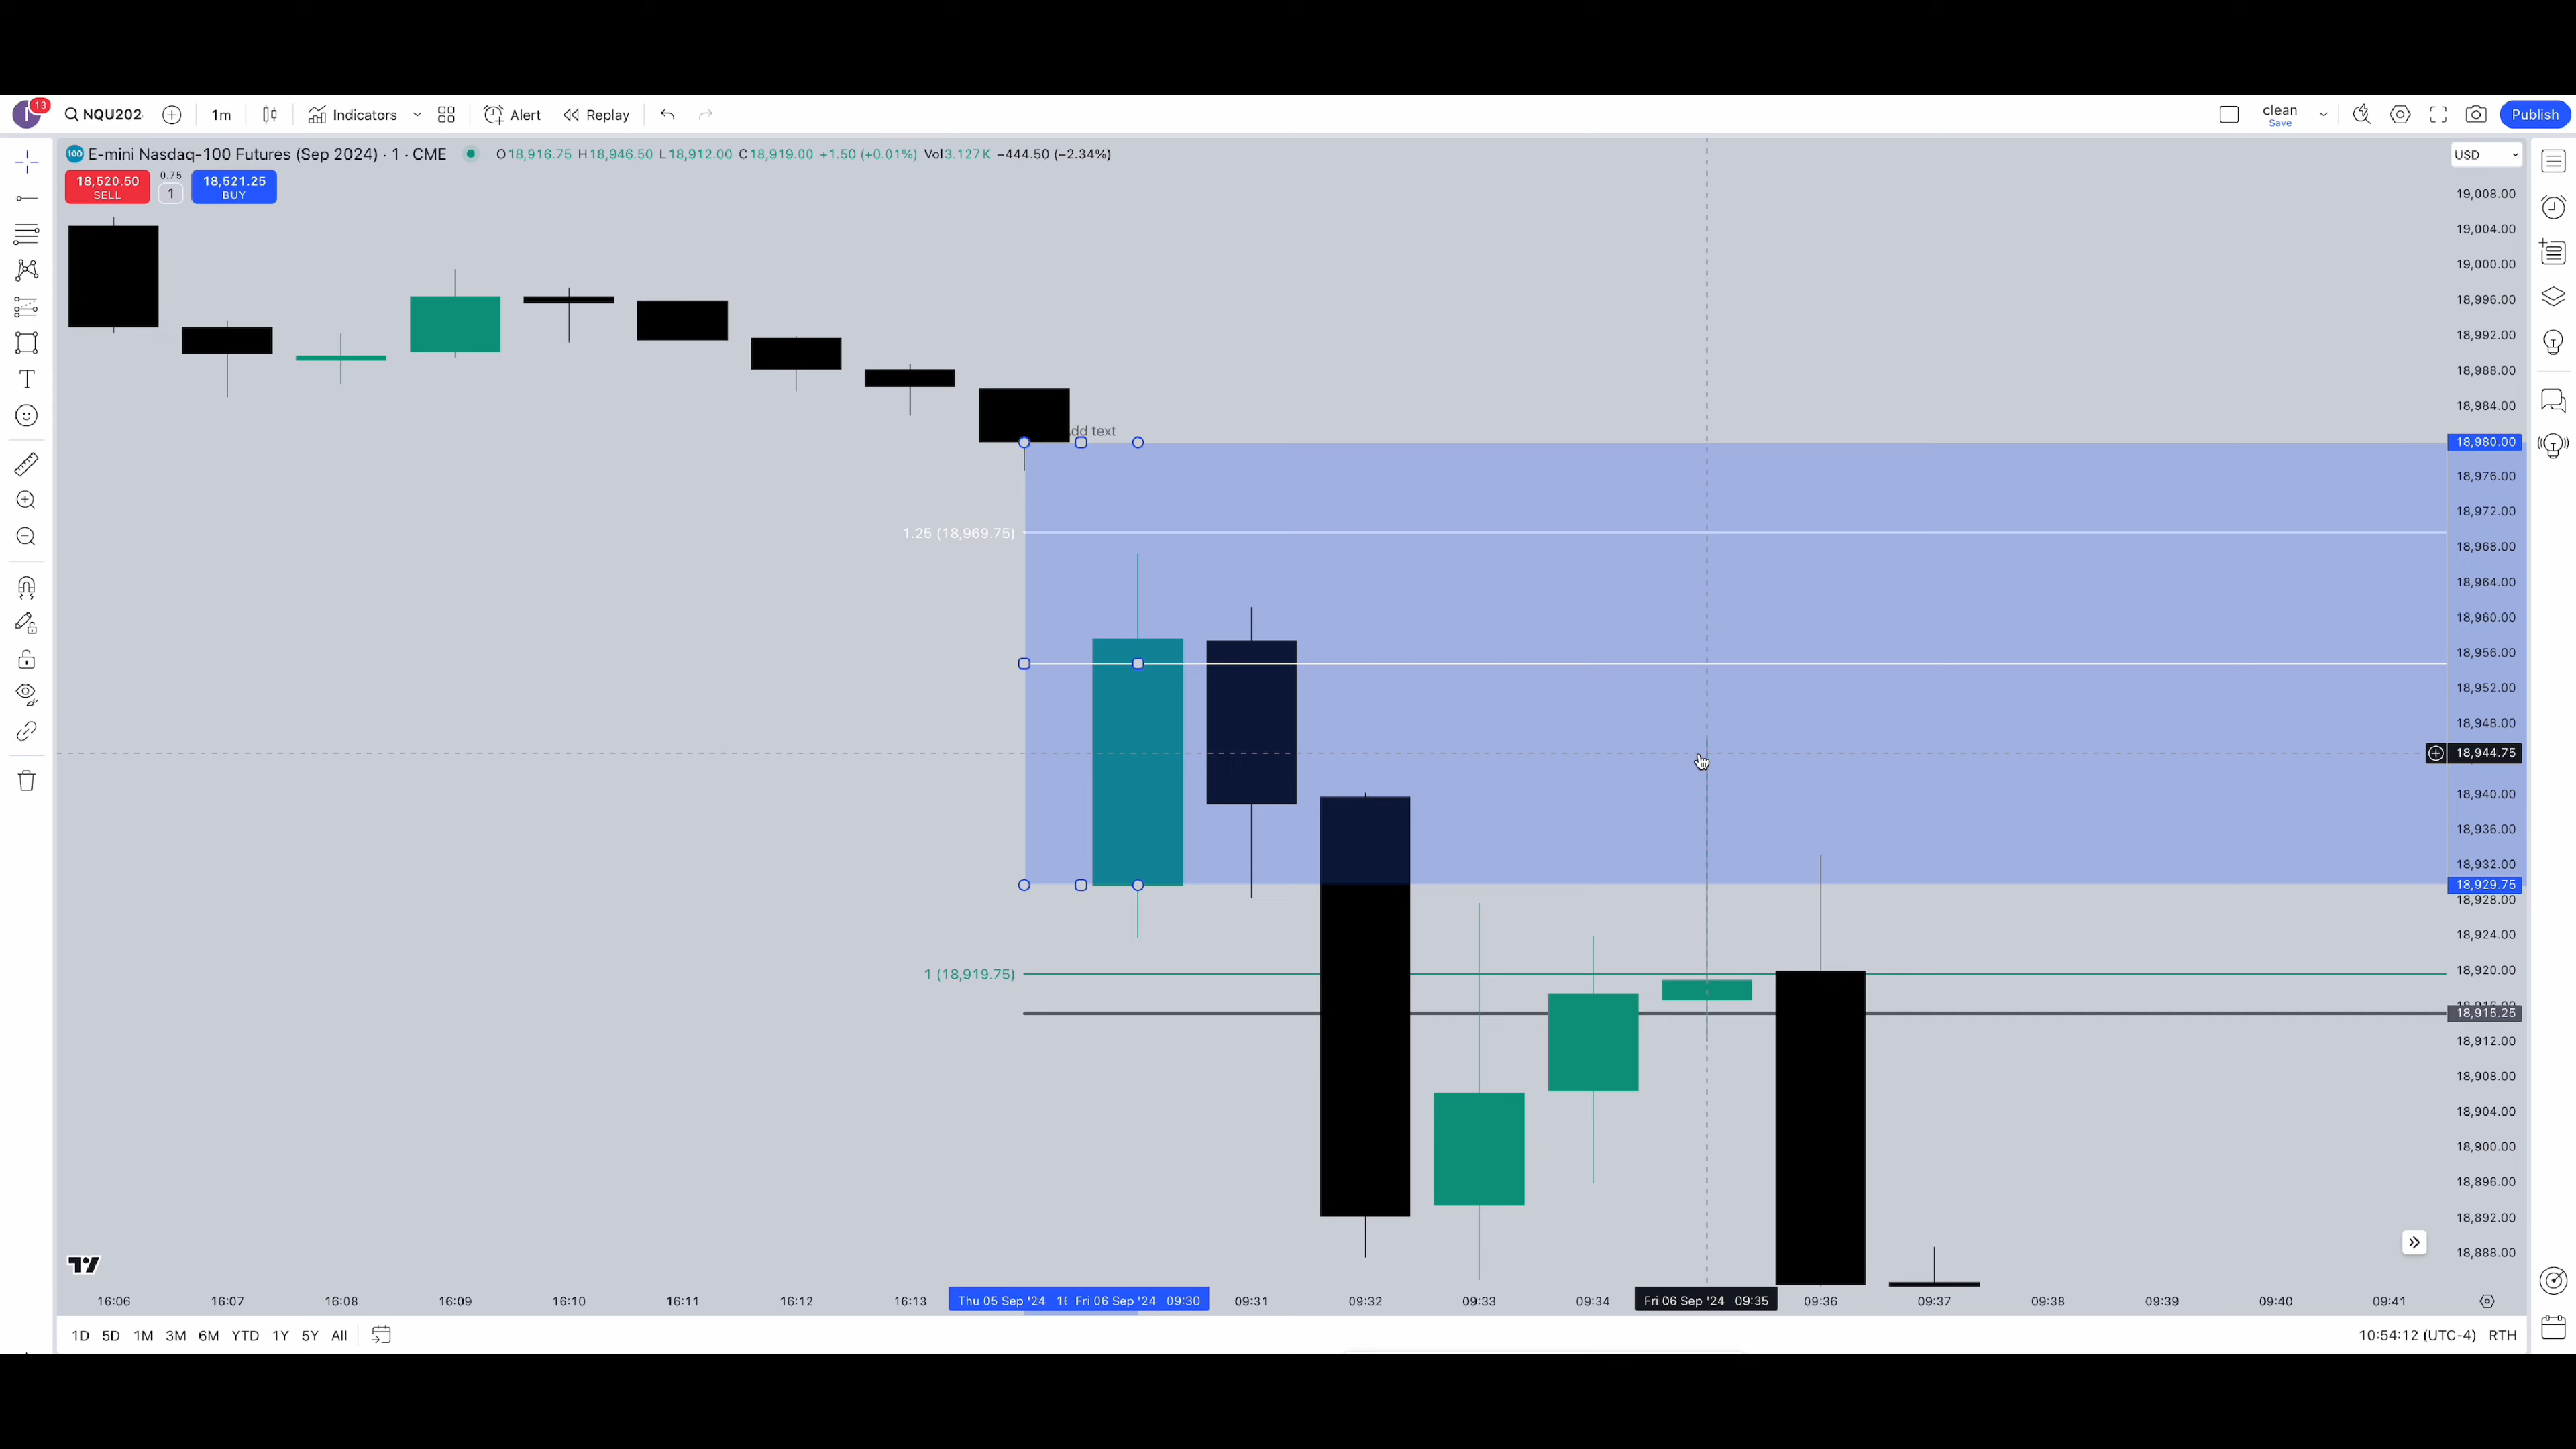 13
NQU202
1m
Indicators
Alert
Replay
clean
Save
Publish
100 E-mini Nasdaq-100 Futures (Sep 2024) · 1 · CME
O18,916.75 H18,946.50 L18,912.00 C18,919.00 +1.50 (+0.01%) Vol3.127 K −444.50 (−2.34%)
USD
18,520.50
SELL
0.75
1
18,521.25
BUY
19,008.00
19,004.00
19,000.00
18,996.00
18,992.00
18,988.00
18,984.00
dd text
18,980.00
18,976.00
18,972.00
1.25 (18,969.75)
18,968.00
18,964.00
18,960.00
18,956.00
18,952.00
18,948.00
18,944.75
18,940.00
18,936.00
18,932.00
18,929.75
18,928.00
18,924.00
1 (18,919.75)
18,920.00
18,915.25
18,912.00
18,908.00
18,904.00
18,900.00
18,896.00
18,892.00
18,888.00
16:06 16:07 16:08 16:09 16:10 16:11 16:12 16:13 Thu 05 Sep '24 Fri 06 Sep '24 09:30 09:31 09:32 09:33 09:34 Fri 06 Sep '24 09:35 09:36 09:37 09:38 09:39 09:40 09:41
1D 5D 1M 3M 6M YTD 1Y 5Y All
10:54:12 (UTC-4) RTH